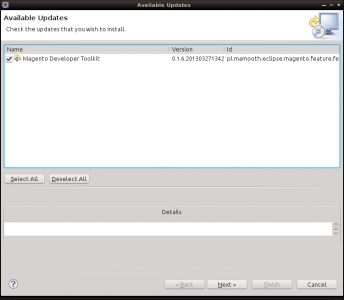 Available Updates
Available Updates
Check the updates that you wish to install.
Name Version Id
Magento Developer Toolkit 0.1.6.201303271342 pl.mamooth.eclipse.magento.feature.fe
Select All Deselect All
Details
< Back Next > Finish Cancel